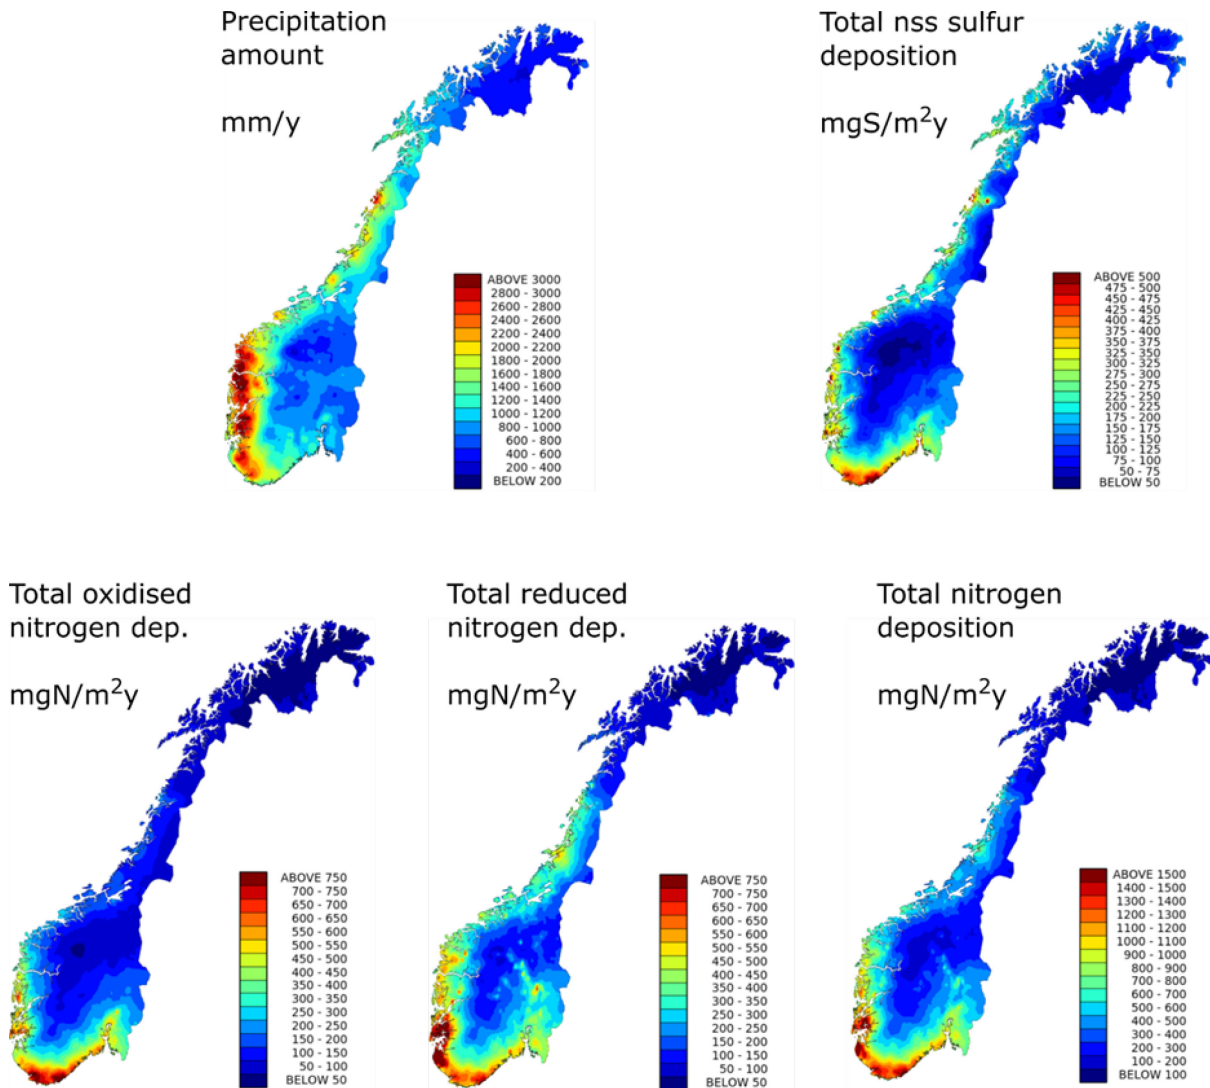 Precipitation
amount
mm/y
ABOVE 3000
2800 - 3000
2600 - 2800
2400 - 2600
2200 - 2400
2000 - 2200
1800 - 2000
1600 - 1800
1400 - 1600
1200 - 1400
1000 - 1200
800 - 1000
600 - 800
400 - 600
200 - 400
BELOW 200
Total nss sulfur
deposition
mgS/m²y
ABOVE 500
475 - 500
450 - 475
425 - 450
400 - 425
375 - 400
350 - 375
325 - 350
300 - 325
275 - 300
250 - 275
225 - 250
200 - 225
175 - 200
150 - 175
125 - 150
100 - 125
75 - 100
50 - 75
BELOW 50
Total oxidised
nitrogen dep.
mgN/m²y
ABOVE 750
700 - 750
650 - 700
600 - 650
550 - 600
500 - 550
450 - 500
400 - 450
350 - 400
300 - 350
250 - 300
200 - 250
150 - 200
100 - 150
50 - 100
BELOW 50
Total reduced
nitrogen dep.
mgN/m²y
ABOVE 750
700 - 750
650 - 700
600 - 650
550 - 600
500 - 550
450 - 500
400 - 450
350 - 400
300 - 350
250 - 300
200 - 250
150 - 200
100 - 150
50 - 100
BELOW 50
Total nitrogen
deposition
mgN/m²y
ABOVE 1500
1400 - 1500
1300 - 1400
1200 - 1300
1100 - 1200
1000 - 1100
900 - 1000
800 - 900
700 - 800
600 - 700
500 - 600
400 - 500
300 - 400
200 - 300
100 - 200
BELOW 100